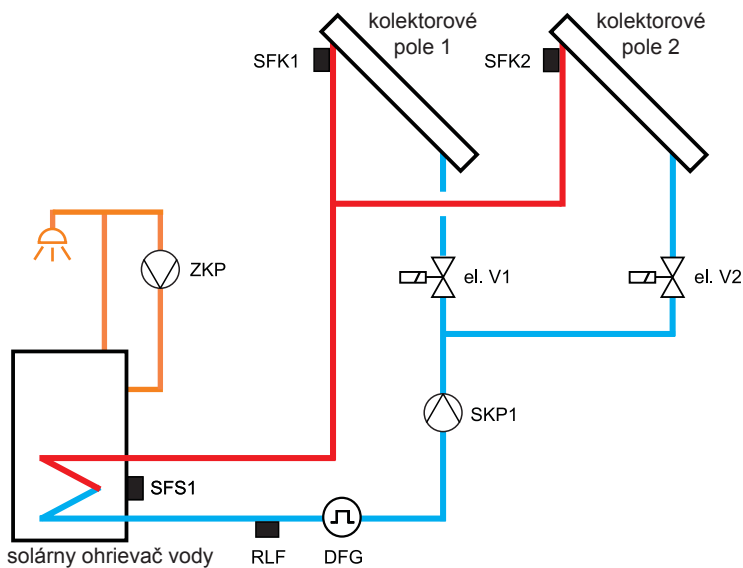 kolektorové
pole 1
kolektorové
pole 2
SFK1
SFK2
ZKP
el. V1
el. V2
SKP1
SFS1
solárny ohrievač vody
RLF
DFG